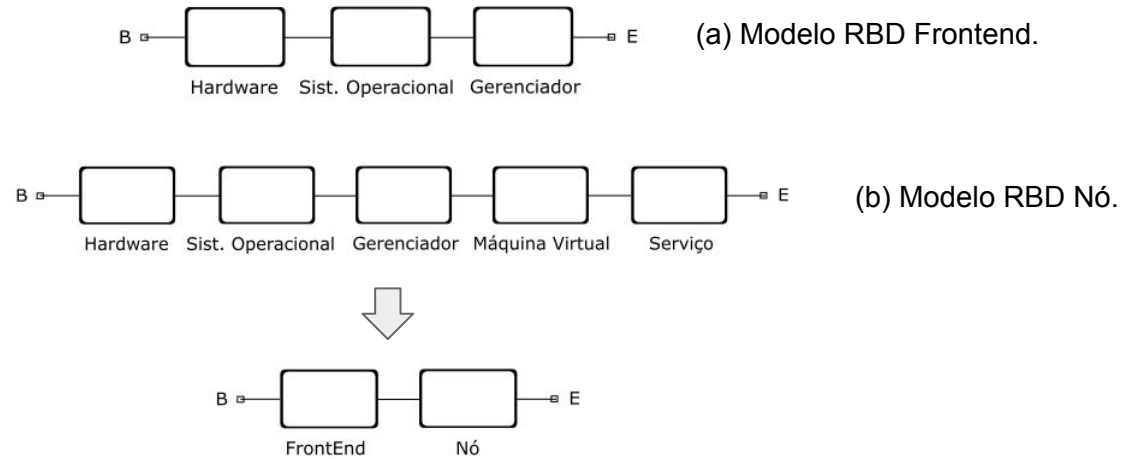 B E (a) Modelo RBD Frontend.
Hardware Sist. Operacional Gerenciador
B E (b) Modelo RBD Nó.
Hardware Sist. Operacional Gerenciador Máquina Virtual Serviço
B E
FrontEnd Nó